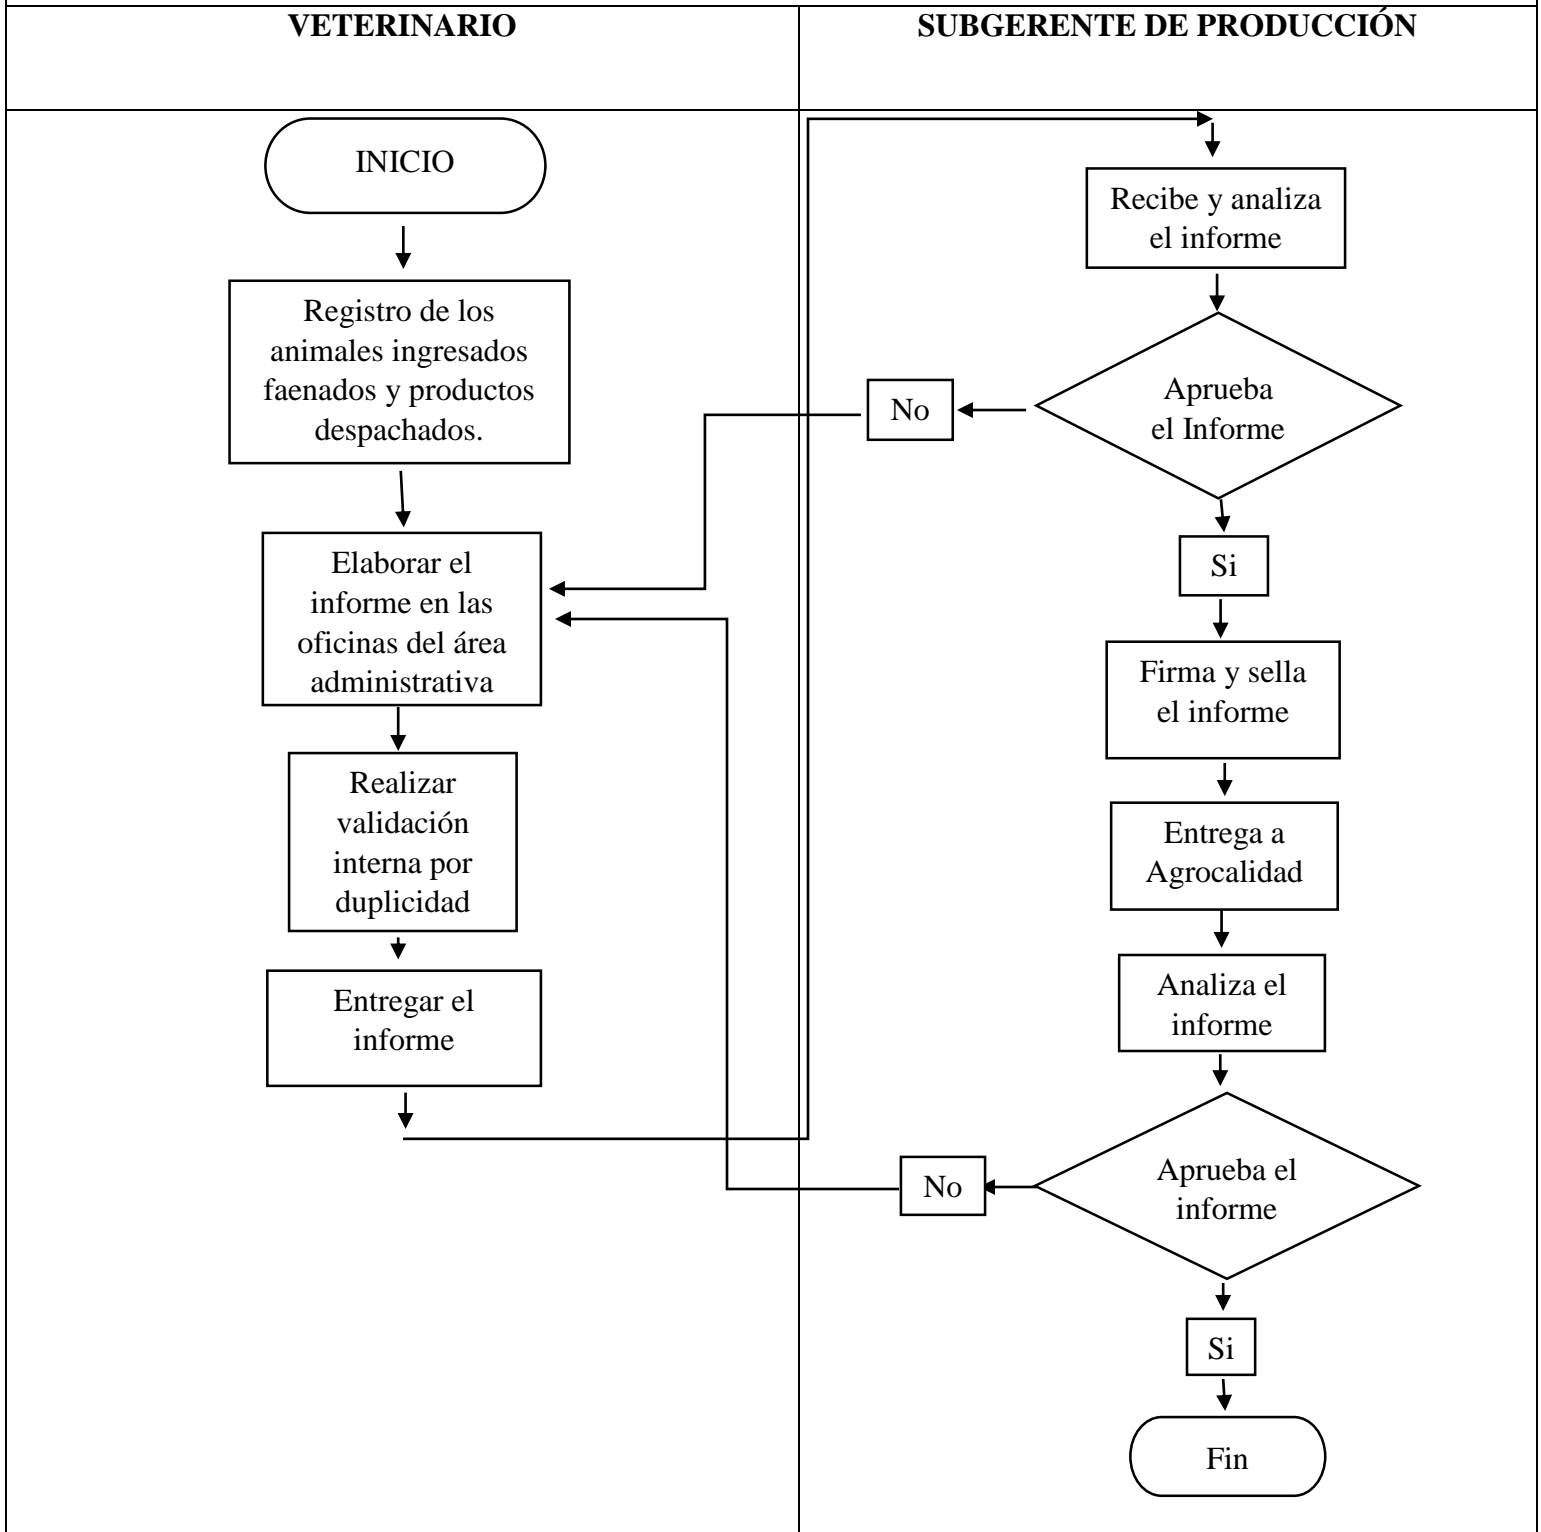 VETERINARIO
SUBGERENTE DE PRODUCCIÓN
INICIO
Registro de los
animales ingresados
faenados y productos
despachados.
Elaborar el
informe en las
oficinas del área
administrativa
Realizar
validación
interna por
duplicidad
Entregar el
informe
Recibe y analiza
el informe
Aprueba
el Informe
No
Si
Firma y sella
el informe
Entrega a
Agrocalidad
Analiza el
informe
Aprueba el
informe
No
Si
Fin